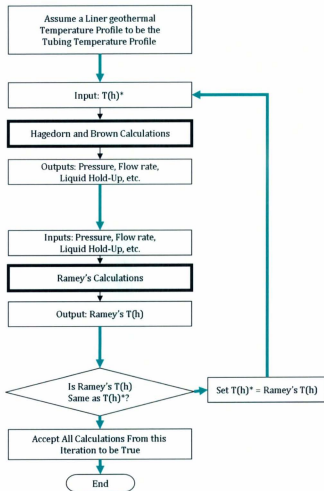 Assume a Liner geothermal
Temperature Profile to be the
Tubing Temperature Profile
Input: T(h)*
Hagedorn and Brown Calculations
Outputs: Pressure, Flow rate,
Liquid Hold-Up, etc.
Inputs: Pressure, Flow rate,
Liquid Hold-Up, etc.
Ramey's Calculations
Output: Ramey's T(h)
Is Ramey's T(h)
Same as T(h)*?
Set T(h)* = Ramey's T(h)
Accept All Calculations From this
Iteration to be True
End